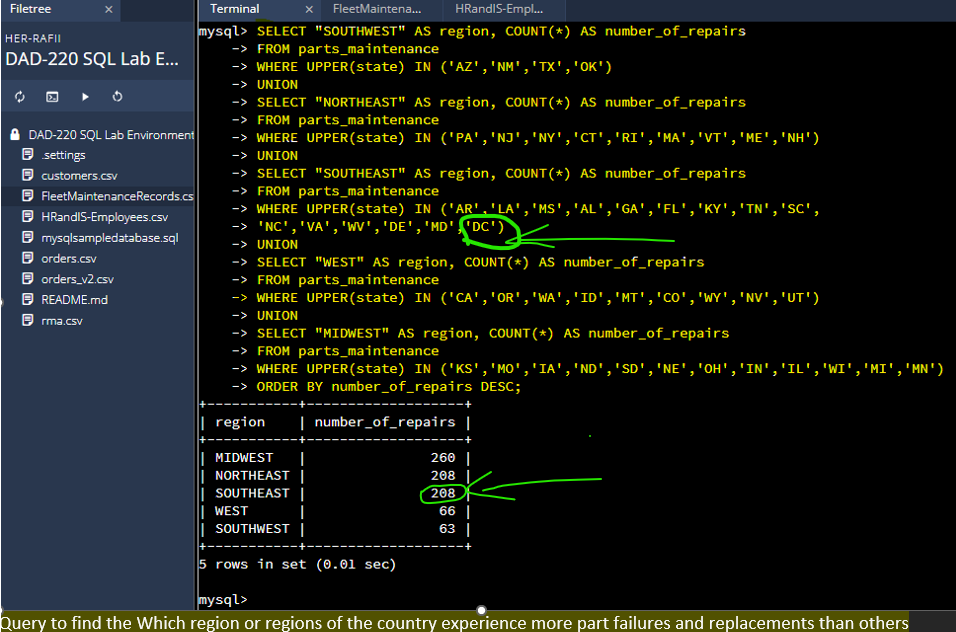 Filetree ×
Terminal × FleetMaintena... HRandIS-Empl...
HER-RAFII
DAD-220 SQL Lab E...
DAD-220 SQL Lab Environment
.settings
customers.csv
FleetMaintenanceRecords.cs
HRandIS-Employees.csv
mysqlsampledatabase.sql
orders.csv
orders_v2.csv
README.md
rma.csv
mysql> SELECT "SOUTHWEST" AS region, COUNT(*) AS number_of_repairs
-> FROM parts_maintenance
-> WHERE UPPER(state) IN ('AZ','NM','TX','OK')
-> UNION
-> SELECT "NORTHEAST" AS region, COUNT(*) AS number_of_repairs
-> FROM parts_maintenance
-> WHERE UPPER(state) IN ('PA','NJ','NY','CT','RI','MA','VT','ME','NH')
-> UNION
-> SELECT "SOUTHEAST" AS region, COUNT(*) AS number_of_repairs
-> FROM parts_maintenance
-> WHERE UPPER(state) IN ('AR','LA','MS','AL','GA','FL','KY','TN','SC',
-> 'NC','VA','WV','DE','MD','DC')
-> UNION
-> SELECT "WEST" AS region, COUNT(*) AS number_of_repairs
-> FROM parts_maintenance
-> WHERE UPPER(state) IN ('CA','OR','WA','ID','MT','CO','WY','NV','UT')
-> UNION
-> SELECT "MIDWEST" AS region, COUNT(*) AS number_of_repairs
-> FROM parts_maintenance
-> WHERE UPPER(state) IN ('KS','MO','IA','ND','SD','NE','OH','IN','IL','WI','MI','MN')
-> ORDER BY number_of_repairs DESC;
+-----------+-------------------+
| region | number_of_repairs |
+-----------+-------------------+
| MIDWEST | 260 |
| NORTHEAST | 208 |
| SOUTHEAST | 208 |
| WEST | 66 |
| SOUTHWEST | 63 |
+-----------+-------------------+
5 rows in set (0.01 sec)
mysql>
Query to find the Which region or regions of the country experience more part failures and replacements than others